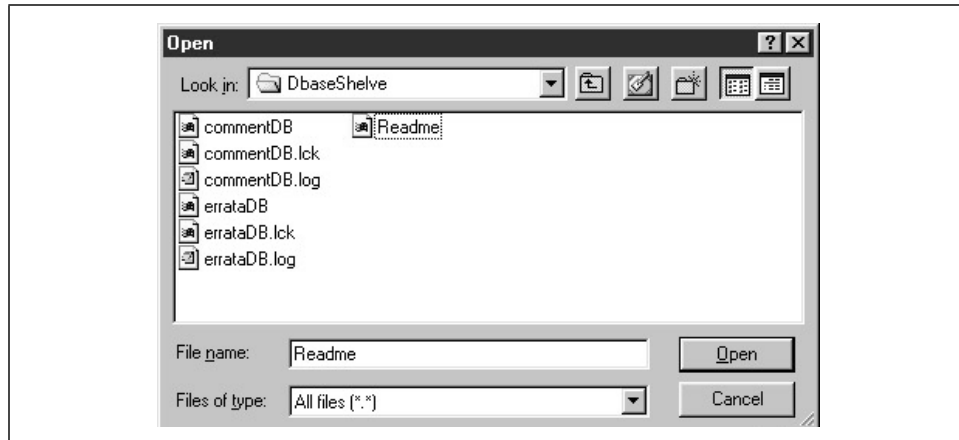 Open
Look in: DbaseShelve
commentDB
commentDB.lck
commentDB.log
errataDB
errataDB.lck
errataDB.log
Readme
File name: Readme
Open
Files of type: All files (*.*)
Cancel